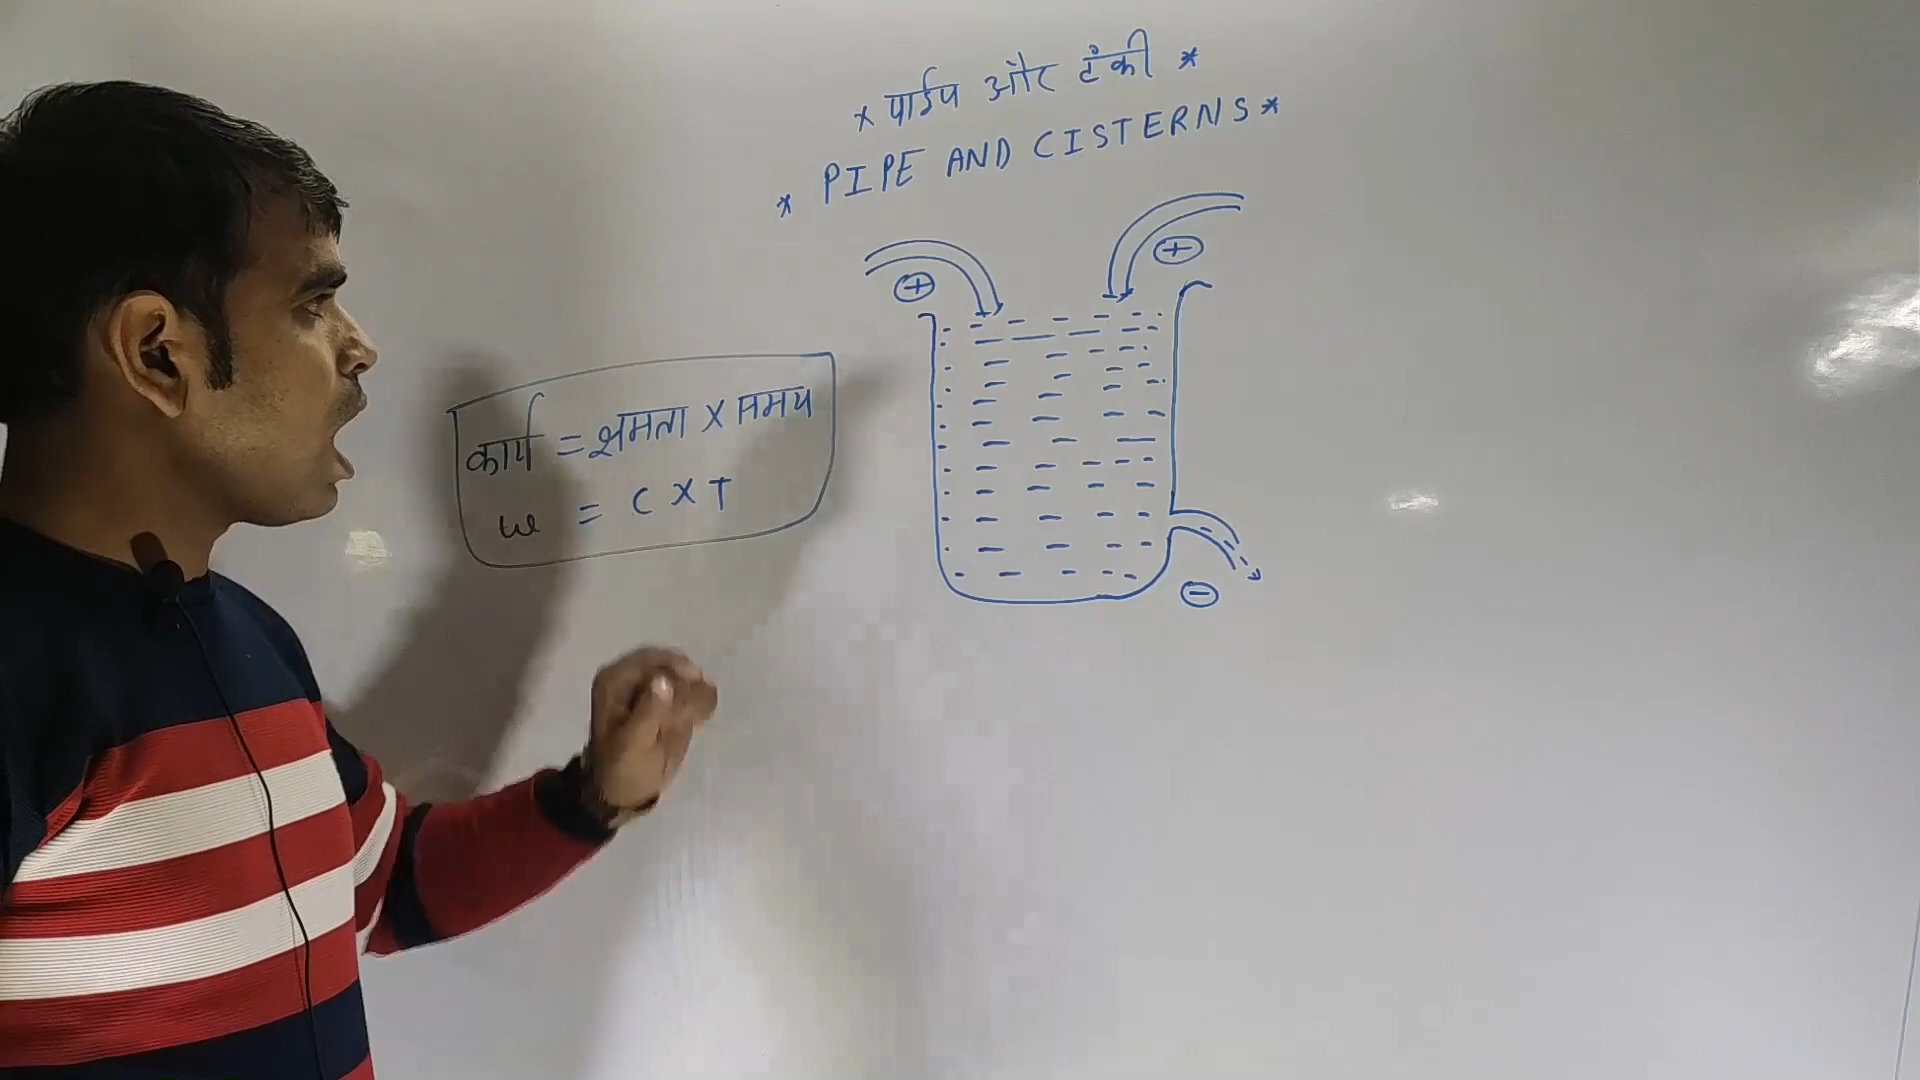 * पाईप और टंकी *
* PIPE AND CISTERNS *
+
+
कार्य = क्षमता X समय
W = C X T
-